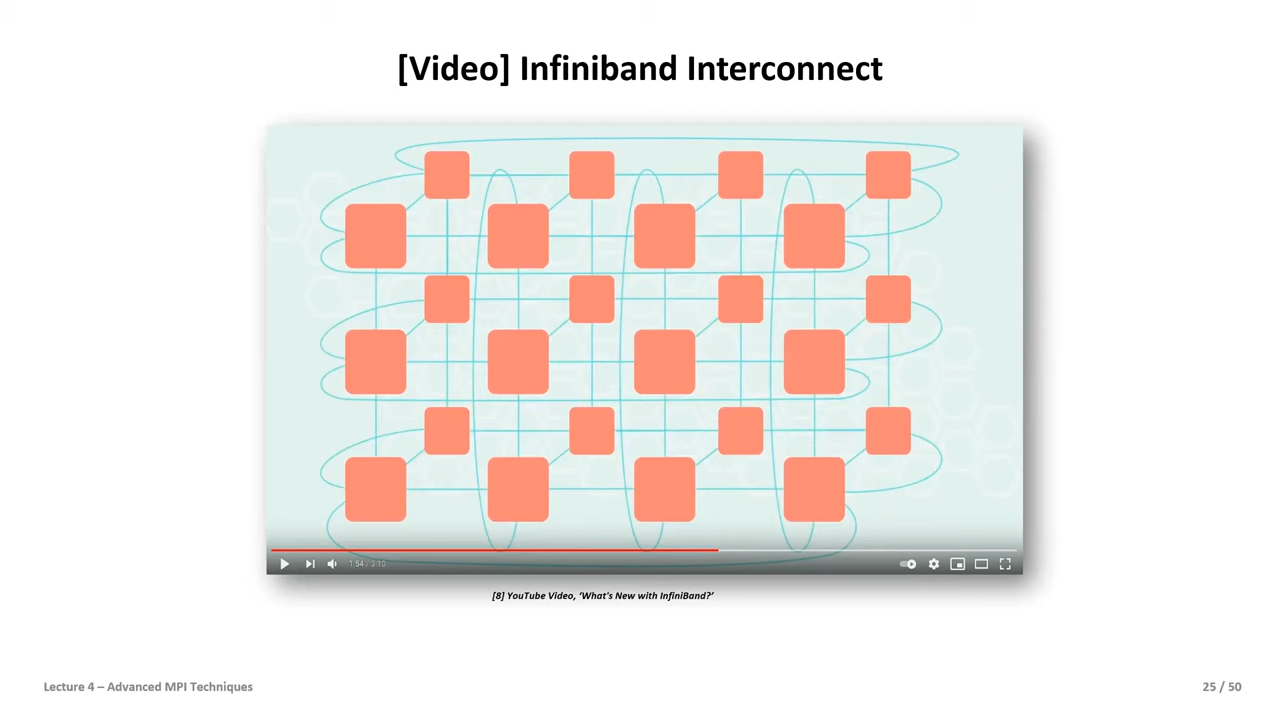 [Video] Infiniband Interconnect
1:54 / 3:10
[8] YouTube Video, ‘What's New with InfiniBand?’
Lecture 4 – Advanced MPI Techniques
25 / 50